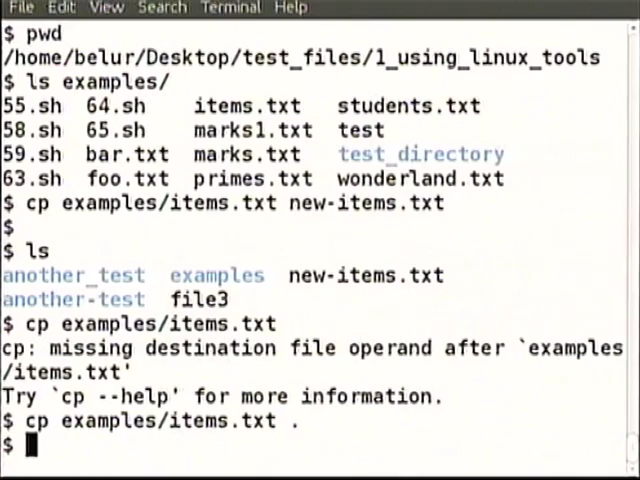 File Edit View Search Terminal Help
$ pwd
/home/belur/Desktop/test_files/1_using_linux_tools
$ ls examples/
55.sh 64.sh items.txt students.txt
58.sh 65.sh marks1.txt test
59.sh bar.txt marks.txt test_directory
63.sh foo.txt primes.txt wonderland.txt
$ cp examples/items.txt new-items.txt
$
$ ls
another_test examples new-items.txt
another-test file3
$ cp examples/items.txt
cp: missing destination file operand after `examples
/items.txt'
Try `cp --help' for more information.
$ cp examples/items.txt .
$